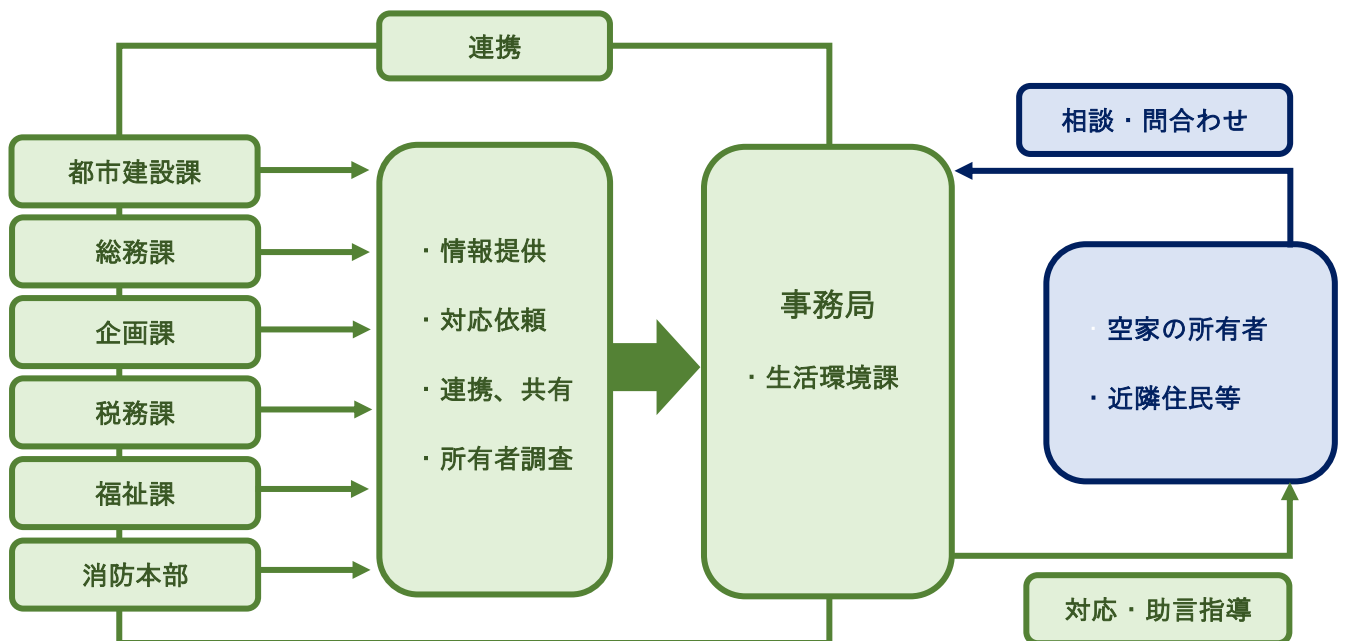 連携
相談・問合わせ
都市建設課
総務課
企画課
税務課
福祉課
消防本部
・情報提供
・対応依頼
・連携、共有
・所有者調査
事務局
・生活環境課
・空家の所有者
・近隣住民等
対応・助言指導